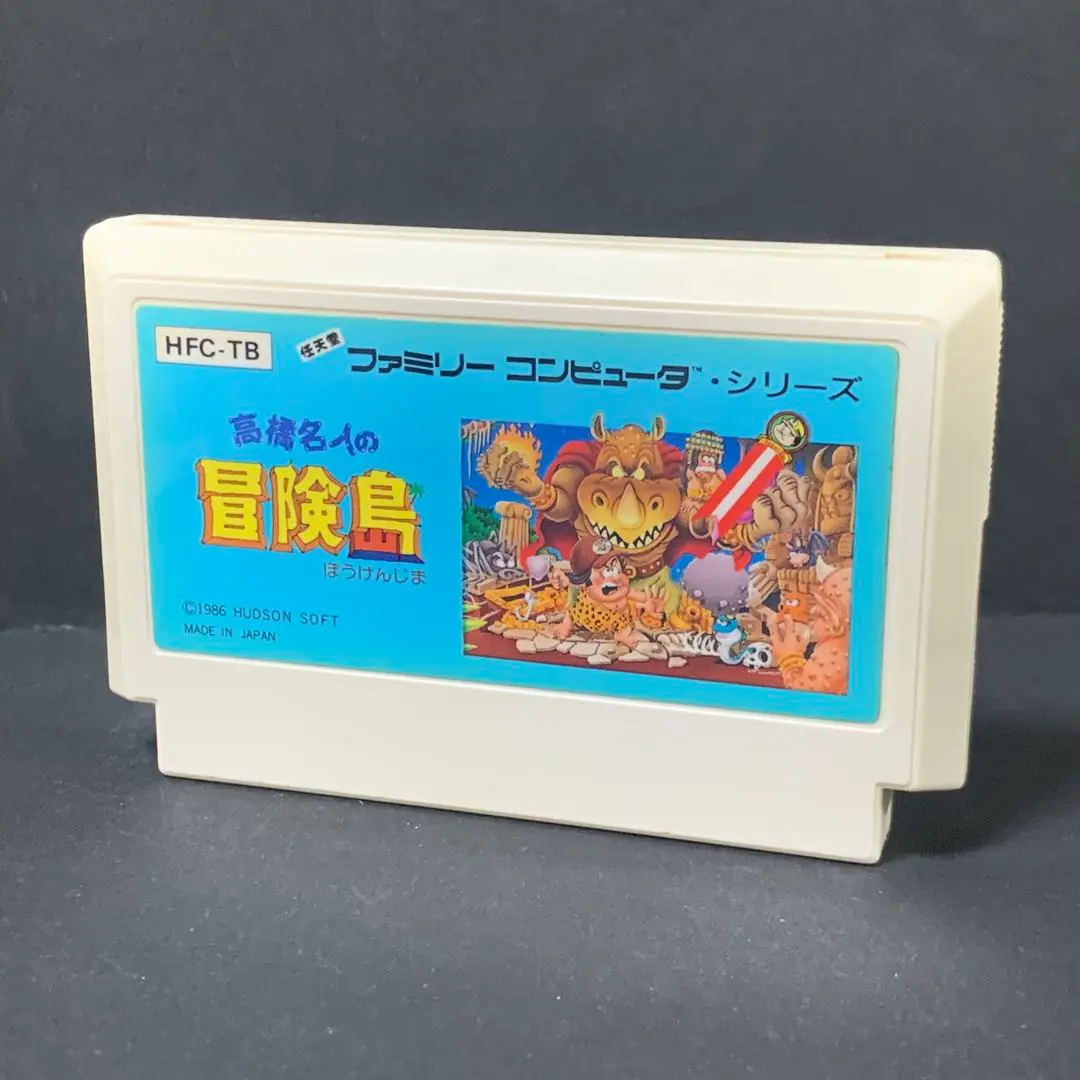 HFC-TB
任天堂
ファミリー コンピュータ™・シリーズ
高橋名人の
冒険島
ぼうけんじま
©1986 HUDSON SOFT
MADE IN JAPAN